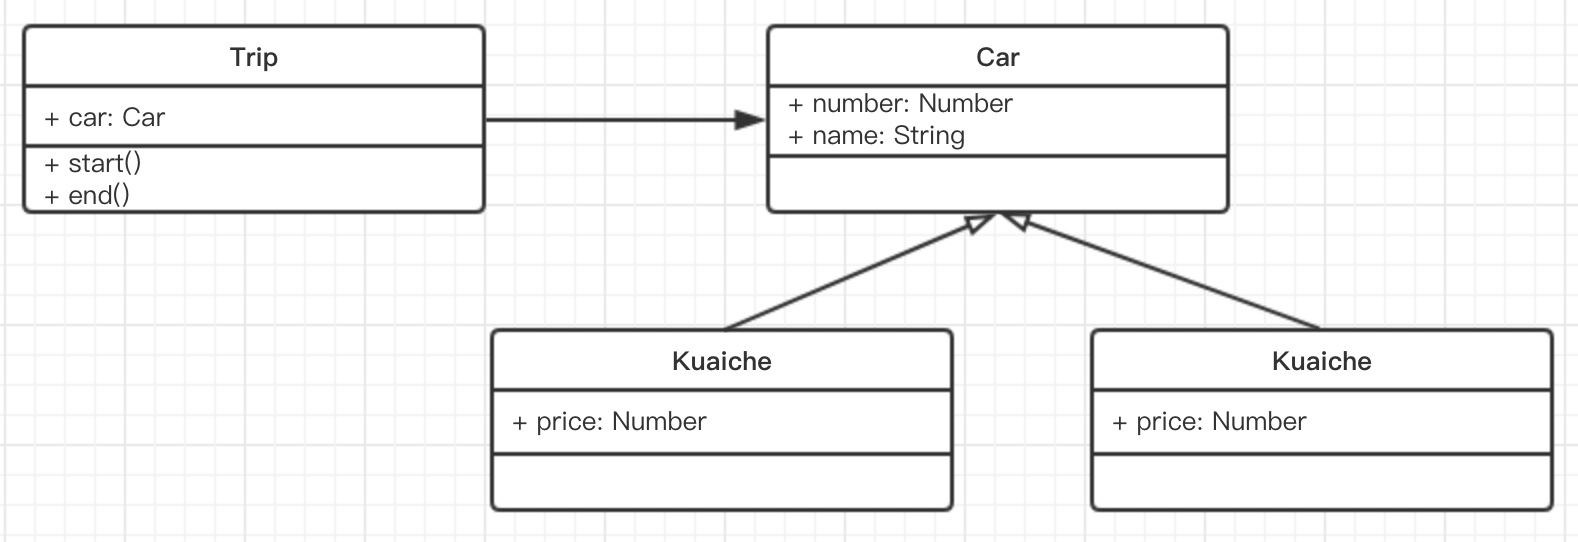 Trip
+ car: Car
+ start()
+ end()
Car
+ number: Number
+ name: String
Kuaiche
+ price: Number
Kuaiche
+ price: Number